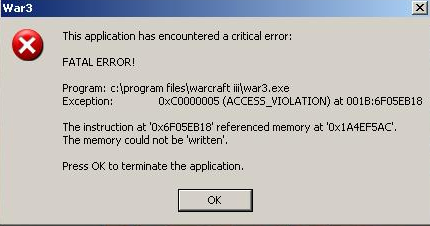 War3
This application has encountered a critical error:
FATAL ERROR!
Program: c:\program files\warcraft iii\war3.exe
Exception: 0xC0000005 (ACCESS_VIOLATION) at 001B:6F05EB18
The instruction at '0x6F05EB18' referenced memory at '0x1A4EF5AC'.
The memory could not be 'written'.
Press OK to terminate the application.
OK